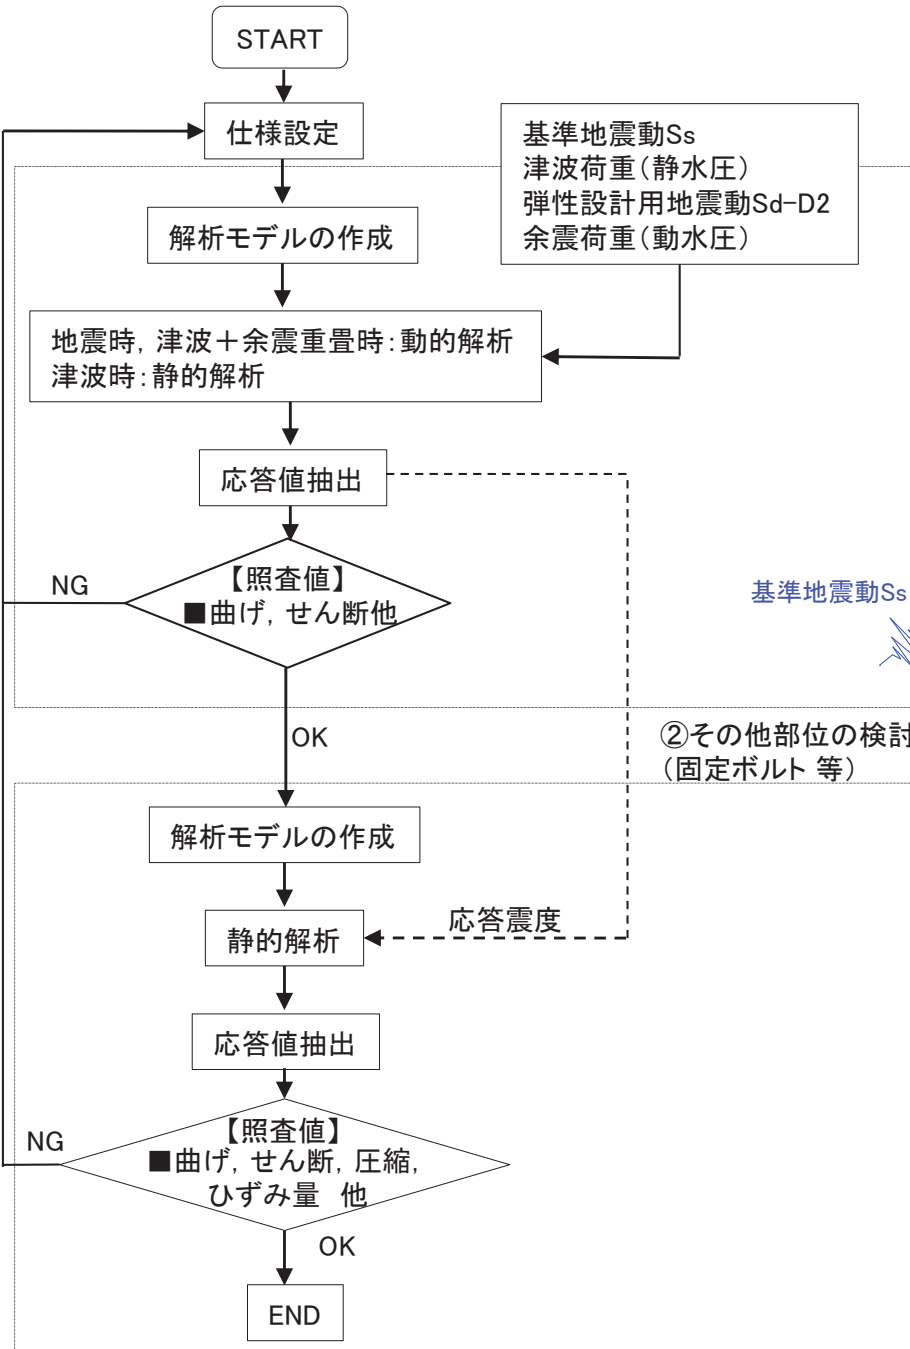 START
仕様設定
基準地震動Ss
津波荷重(静水圧)
弾性設計用地震動Sd-D2
余震荷重(動水圧)
解析モデルの作成
地震時, 津波＋余震重畳時:動的解析
津波時:静的解析
応答値抽出
NG
【照査値】
■曲げ, せん断他
基準地震動Ss
OK
②その他部位の検討
(固定ボルト 等)
解析モデルの作成
応答震度
静的解析
応答値抽出
NG
【照査値】
■曲げ, せん断, 圧縮,
ひずみ量 他
OK
END